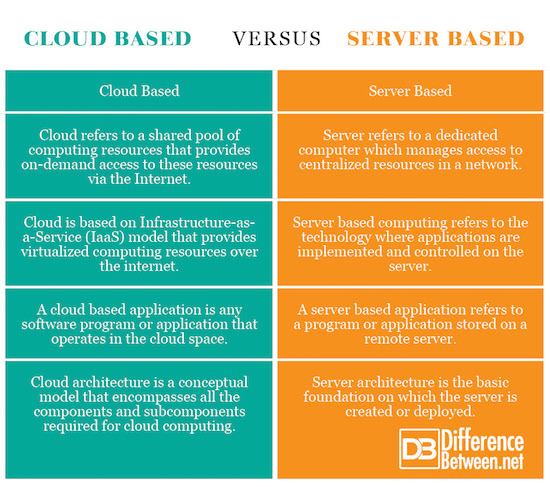 CLOUD BASED VERSUS SERVER BASED
Cloud Based
Server Based
Cloud refers to a shared pool of
computing resources that provides
on-demand access to these resources
via the Internet.
Server refers to a dedicated
computer which manages access to
centralized resources in a network.
Cloud is based on Infrastructure-as-
a-Service (IaaS) model that provides
virtualized computing resources over
the internet.
Server based computing refers to the
technology where applications are
implemented and controlled on the
server.
A cloud based application is any
software program or application that
operates in the cloud space.
A server based application refers to
a program or application stored on a
remote server.
Cloud architecture is a conceptual
model that encompasses all the
components and subcomponents
required for cloud computing.
Server architecture is the basic
foundation on which the server is
created or deployed.
DB Difference
Between.net